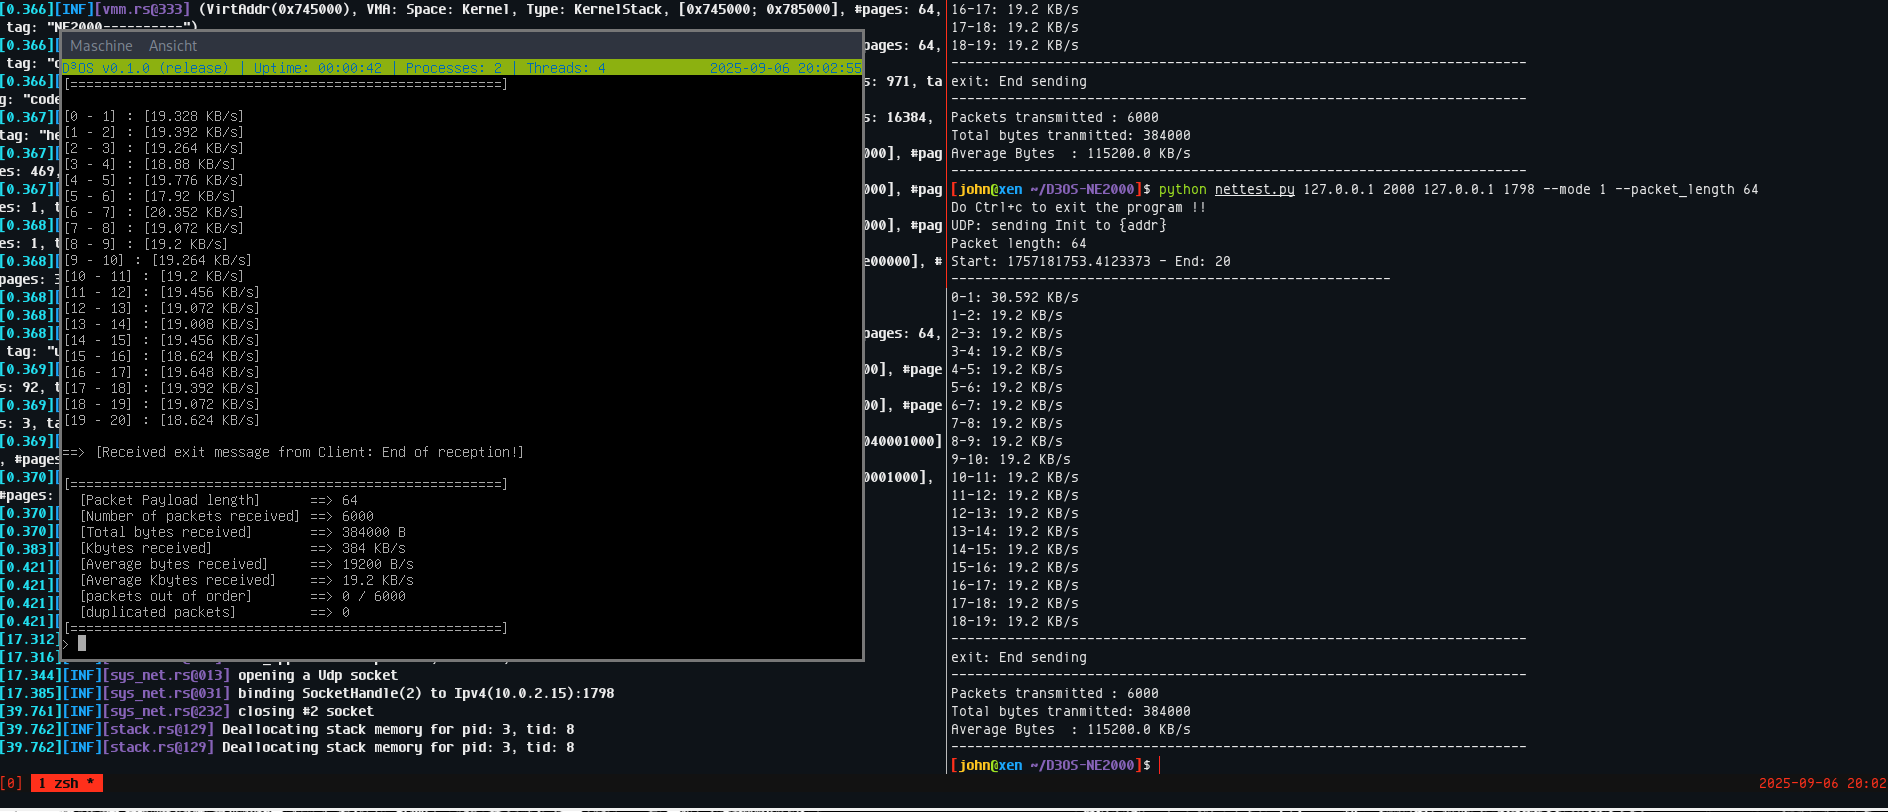 [0.366][INF][vmm.rs@333] (VirtAddr(0x745000), VMA: Space: Kernel, Type: KernelStack, [0x745000; 0x785000], #pages: 64,
tag: "NE2000----------")
[0.366][
pages: 64,
tag: "
[0.366][
s: 971, ta
g: "code
[0.367][
s: 16384,
tag: "he
[0.367][
000], #pag
es: 469,
[0.367][
00], #pag
es: 1, t
[0.368][
00], #pag
es: 1, t
[0.368][
e00000], #
pages: 3
[0.368][
[0.368][
[0.368][
pages: 64,
tag: "u
[0.369][
00], #page
s: 92, t
[0.369][
00], #page
s: 3, ta
[0.369][
040001000]
, #pages
[0.370][
0001000],
#pages:
[0.370][
[0.370][
[0.383][
[0.421][
[0.421][
[0.421][
[0.421][
[17.312]
[17.316]
[17.344][INF][sys_net.rs@013] opening a Udp socket
[17.385][INF][sys_net.rs@031] binding SocketHandle(2) to Ipv4(10.0.2.15):1798
[39.761][INF][sys_net.rs@232] closing #2 socket
[39.762][INF][stack.rs@129] Deallocating stack memory for pid: 3, tid: 8
[39.762][INF][stack.rs@129] Deallocating stack memory for pid: 3, tid: 8
Maschine Ansicht
D³OS v0.1.0 (release) | Uptime: 00:00:42 | Processes: 2 | Threads: 4 2025-09-06 20:02:55
[======================================================]
[0 - 1] : [19.328 KB/s]
[1 - 2] : [19.392 KB/s]
[2 - 3] : [19.264 KB/s]
[3 - 4] : [18.88 KB/s]
[4 - 5] : [19.776 KB/s]
[5 - 6] : [17.92 KB/s]
[6 - 7] : [20.352 KB/s]
[7 - 8] : [19.072 KB/s]
[8 - 9] : [19.2 KB/s]
[9 - 10] : [19.264 KB/s]
[10 - 11] : [19.2 KB/s]
[11 - 12] : [19.456 KB/s]
[12 - 13] : [19.072 KB/s]
[13 - 14] : [19.008 KB/s]
[14 - 15] : [19.456 KB/s]
[15 - 16] : [18.624 KB/s]
[16 - 17] : [19.648 KB/s]
[17 - 18] : [19.392 KB/s]
[18 - 19] : [19.072 KB/s]
[19 - 20] : [18.624 KB/s]
==> [Received exit message from Client: End of reception!]
[======================================================]
[Packet Payload length] ==> 64
[Number of packets received] ==> 6000
[Total bytes received] ==> 384000 B
[Kbytes received] ==> 384 KB/s
[Average bytes received] ==> 19200 B/s
[Average Kbytes received] ==> 19.2 KB/s
[packets out of order] ==> 0 / 6000
[duplicated packets] ==> 0
[======================================================]
>
16-17: 19.2 KB/s
17-18: 19.2 KB/s
18-19: 19.2 KB/s
------------------------------------------------------------------------
exit: End sending
------------------------------------------------------------------------
Packets transmitted : 6000
Total bytes tranmitted: 384000
Average Bytes : 115200.0 KB/s
------------------------------------------------------------------------
[john@xen ~/D3OS-NE2000]$ python nettest.py 127.0.0.1 2000 127.0.0.1 1798 --mode 1 --packet_length 64
Do Ctrl+c to exit the program !!
UDP: sending Init to {addr}
Packet length: 64
Start: 1757181753.4123373 - End: 20
-------------------------------------------------------
0-1: 30.592 KB/s
1-2: 19.2 KB/s
2-3: 19.2 KB/s
3-4: 19.2 KB/s
4-5: 19.2 KB/s
5-6: 19.2 KB/s
6-7: 19.2 KB/s
7-8: 19.2 KB/s
8-9: 19.2 KB/s
9-10: 19.2 KB/s
10-11: 19.2 KB/s
11-12: 19.2 KB/s
12-13: 19.2 KB/s
13-14: 19.2 KB/s
14-15: 19.2 KB/s
15-16: 19.2 KB/s
16-17: 19.2 KB/s
17-18: 19.2 KB/s
18-19: 19.2 KB/s
------------------------------------------------------------------------
exit: End sending
------------------------------------------------------------------------
Packets transmitted : 6000
Total bytes tranmitted: 384000
Average Bytes : 115200.0 KB/s
------------------------------------------------------------------------
[john@xen ~/D3OS-NE2000]$
[0] 1 zsh * 2025-09-06 20:02